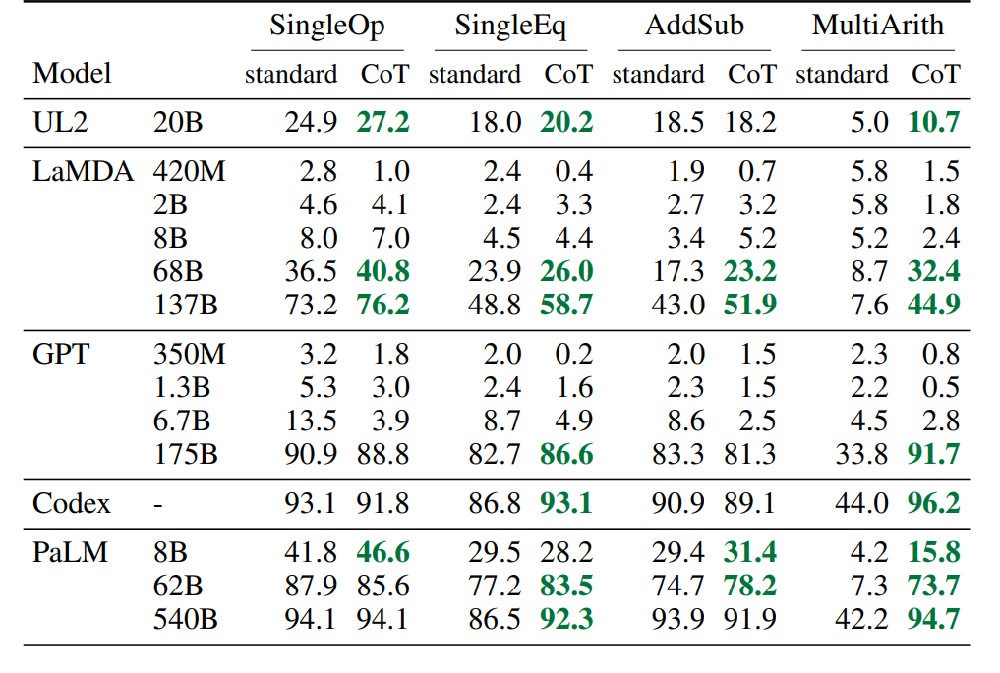 SingleOp SingleEq AddSub MultiArith
Model standard CoT standard CoT standard CoT standard CoT
UL2 20B 24.9 27.2 18.0 20.2 18.5 18.2 5.0 10.7
LaMDA 420M 2.8 1.0 2.4 0.4 1.9 0.7 5.8 1.5
2B 4.6 4.1 2.4 3.3 2.7 3.2 5.8 1.8
8B 8.0 7.0 4.5 4.4 3.4 5.2 5.2 2.4
68B 36.5 40.8 23.9 26.0 17.3 23.2 8.7 32.4
137B 73.2 76.2 48.8 58.7 43.0 51.9 7.6 44.9
GPT 350M 3.2 1.8 2.0 0.2 2.0 1.5 2.3 0.8
1.3B 5.3 3.0 2.4 1.6 2.3 1.5 2.2 0.5
6.7B 13.5 3.9 8.7 4.9 8.6 2.5 4.5 2.8
175B 90.9 88.8 82.7 86.6 83.3 81.3 33.8 91.7
Codex - 93.1 91.8 86.8 93.1 90.9 89.1 44.0 96.2
PaLM 8B 41.8 46.6 29.5 28.2 29.4 31.4 4.2 15.8
62B 87.9 85.6 77.2 83.5 74.7 78.2 7.3 73.7
540B 94.1 94.1 86.5 92.3 93.9 91.9 42.2 94.7